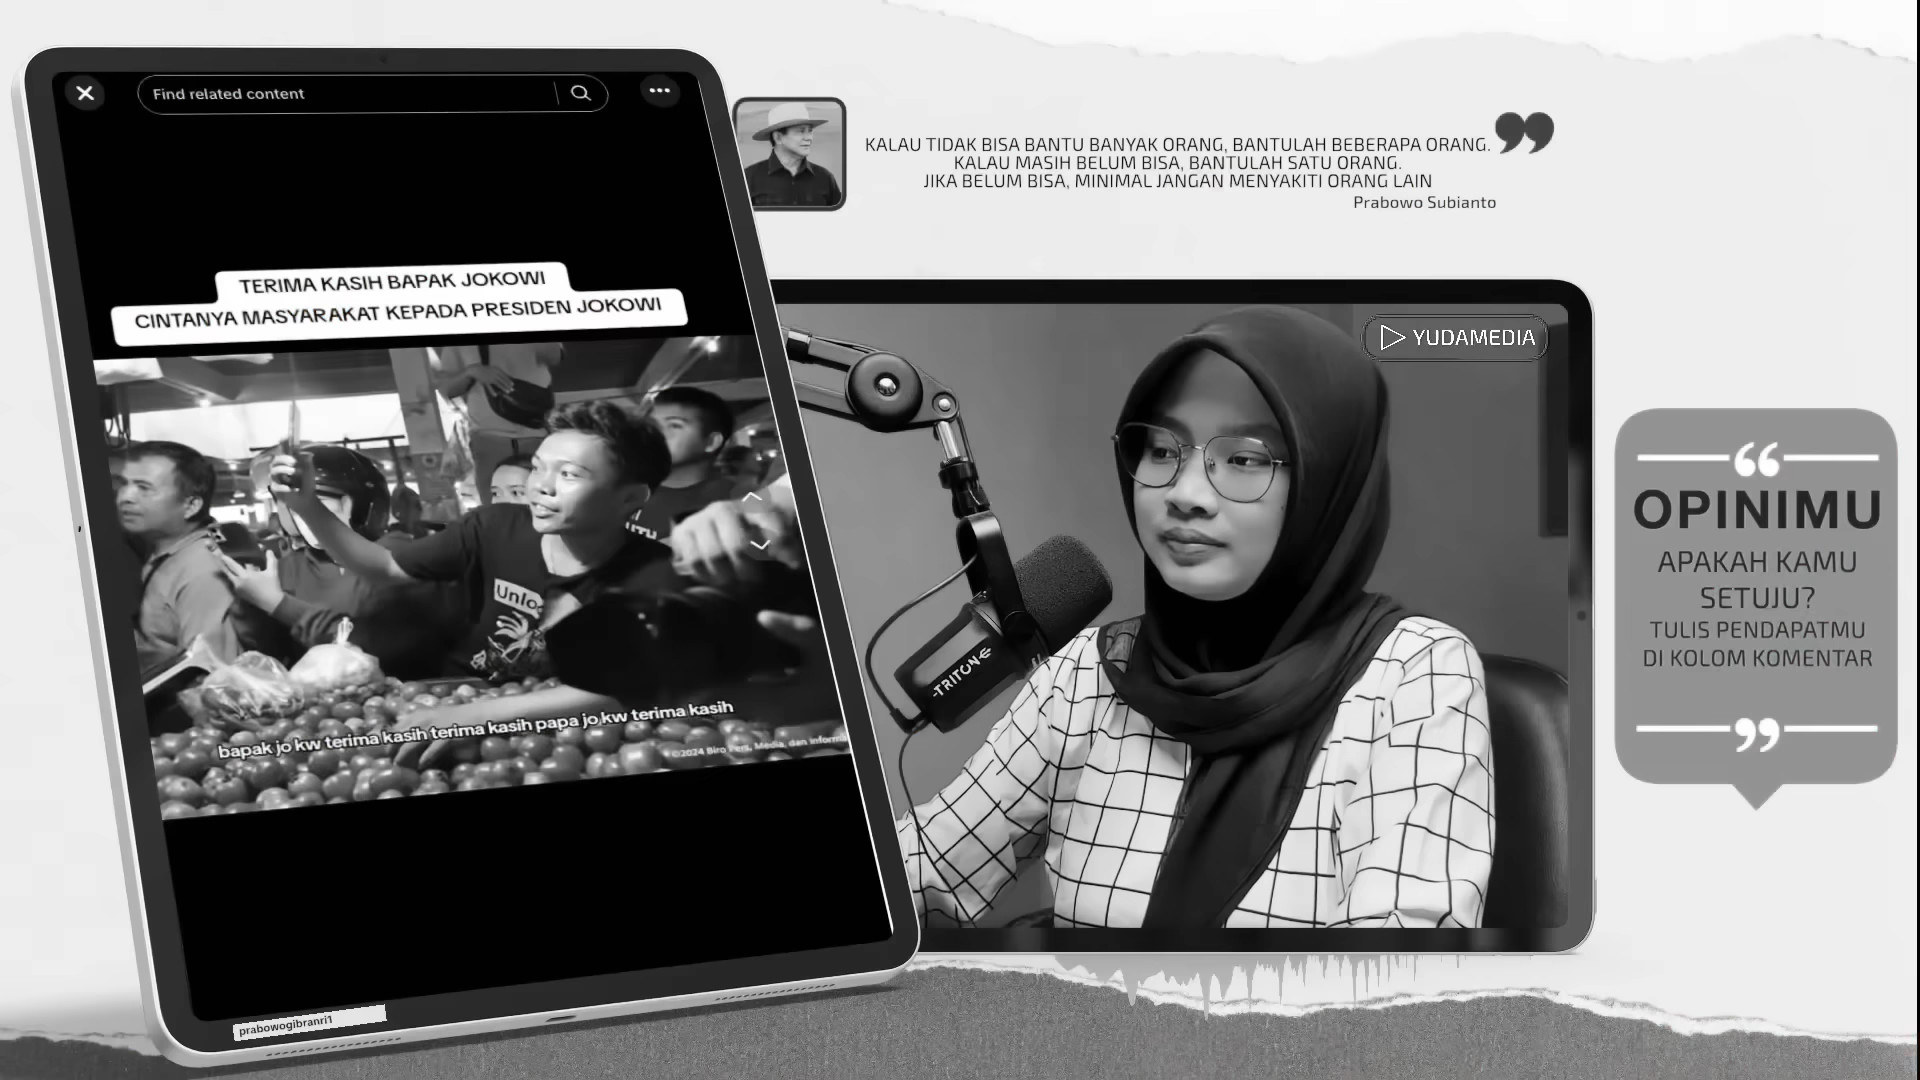 Find related content
TERIMA KASIH BAPAK JOKOWI
CINTANYA MASYARAKAT KEPADA PRESIDEN JOKOWI
Unlo
bapak jo kw terima kasih terima kasih papa jo kw terima kasih
©2024 Biro Pers, Media, dan Informa
prabowogibranri1
KALAU TIDAK BISA BANTU BANYAK ORANG, BANTULAH BEBERAPA ORANG.
KALAU MASIH BELUM BISA, BANTULAH SATU ORANG.
JIKA BELUM BISA, MINIMAL JANGAN MENYAKITI ORANG LAIN
Prabowo Subianto
YUDAMEDIA
TRITON
OPINIMU
APAKAH KAMU
SETUJU?
TULIS PENDAPATMU
DI KOLOM KOMENTAR